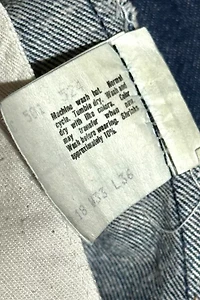 501 524
Machine wash hot. Normal
cycle. Tumble dry. Wash and
dry with like colors. Color
may transfer when new.
Wash before wearing. Shrinks
approximately 10%.
W33 L36